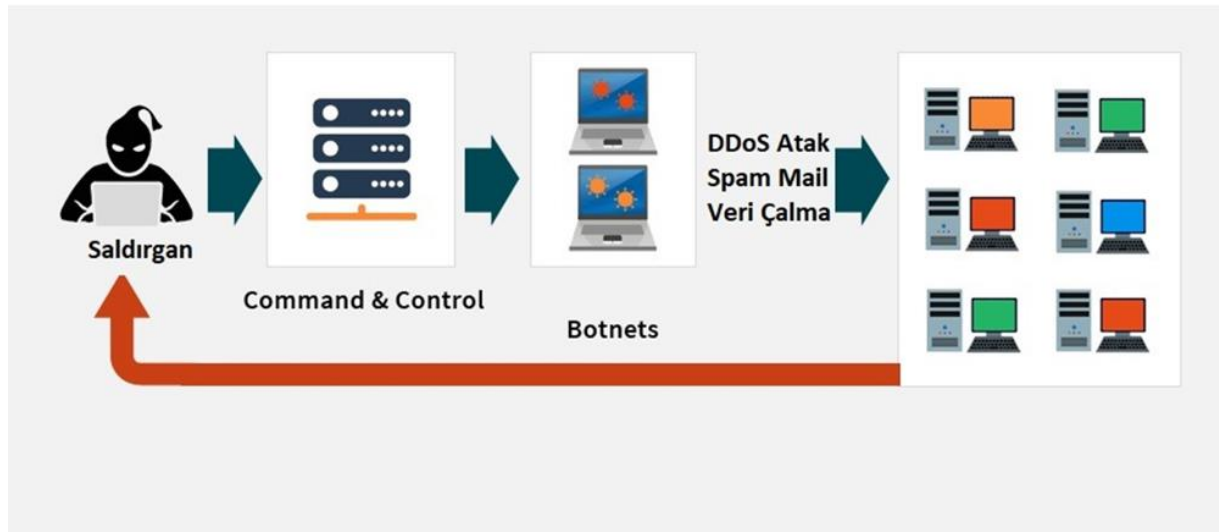 Saldırgan
Command & Control
Botnets
DDoS Atak
Spam Mail
Veri Çalma